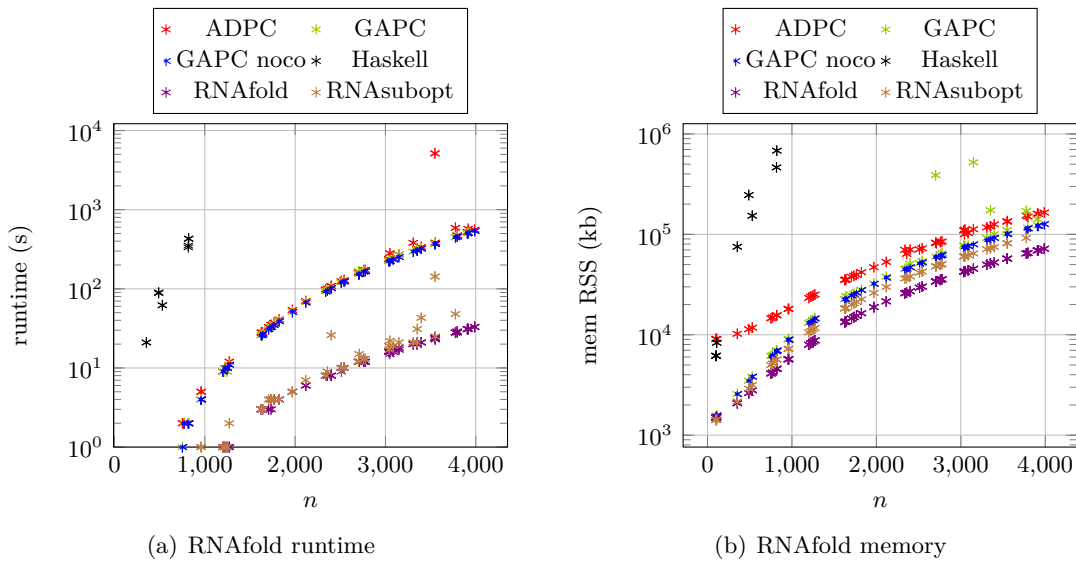 ADPC GAPC
GAPC noco Haskell
RNAfold RNAsubopt
10^4
10^3
10^2
10^1
10^0
runtime (s)
0 1,000 2,000 3,000 4,000
n
(a) RNAfold runtime
ADPC GAPC
GAPC noco Haskell
RNAfold RNAsubopt
10^6
10^5
10^4
10^3
mem RSS (kb)
0 1,000 2,000 3,000 4,000
n
(b) RNAfold memory